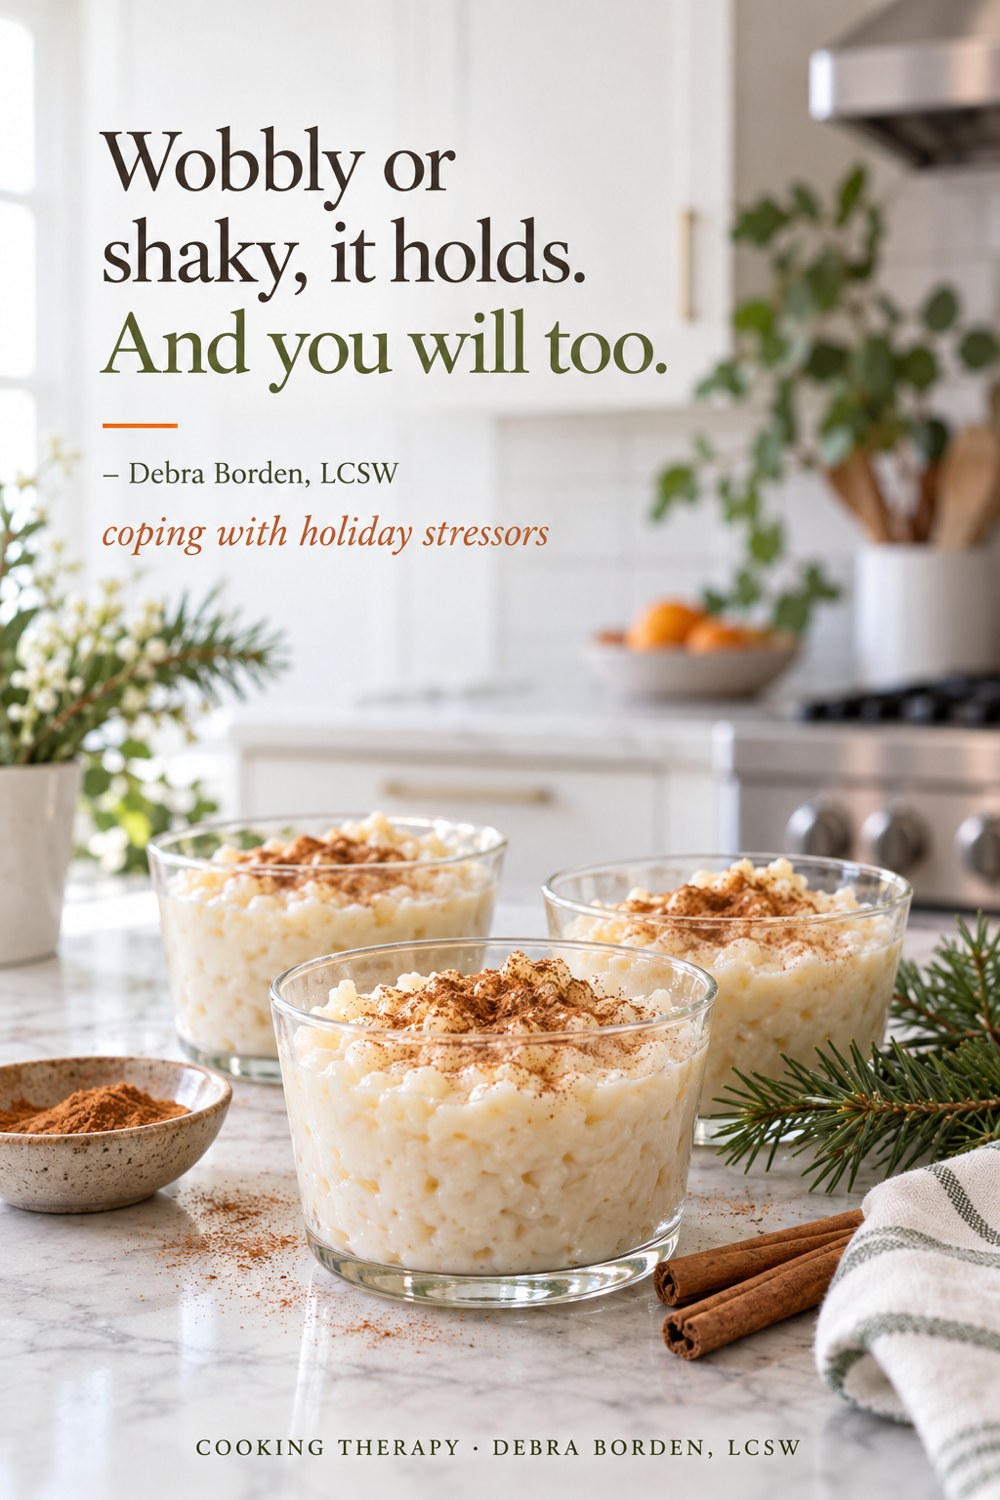 Wobbly or
shaky, it holds.
And you will too.
– Debra Borden, LCSW
coping with holiday stressors
COOKING THERAPY · DEBRA BORDEN, LCSW